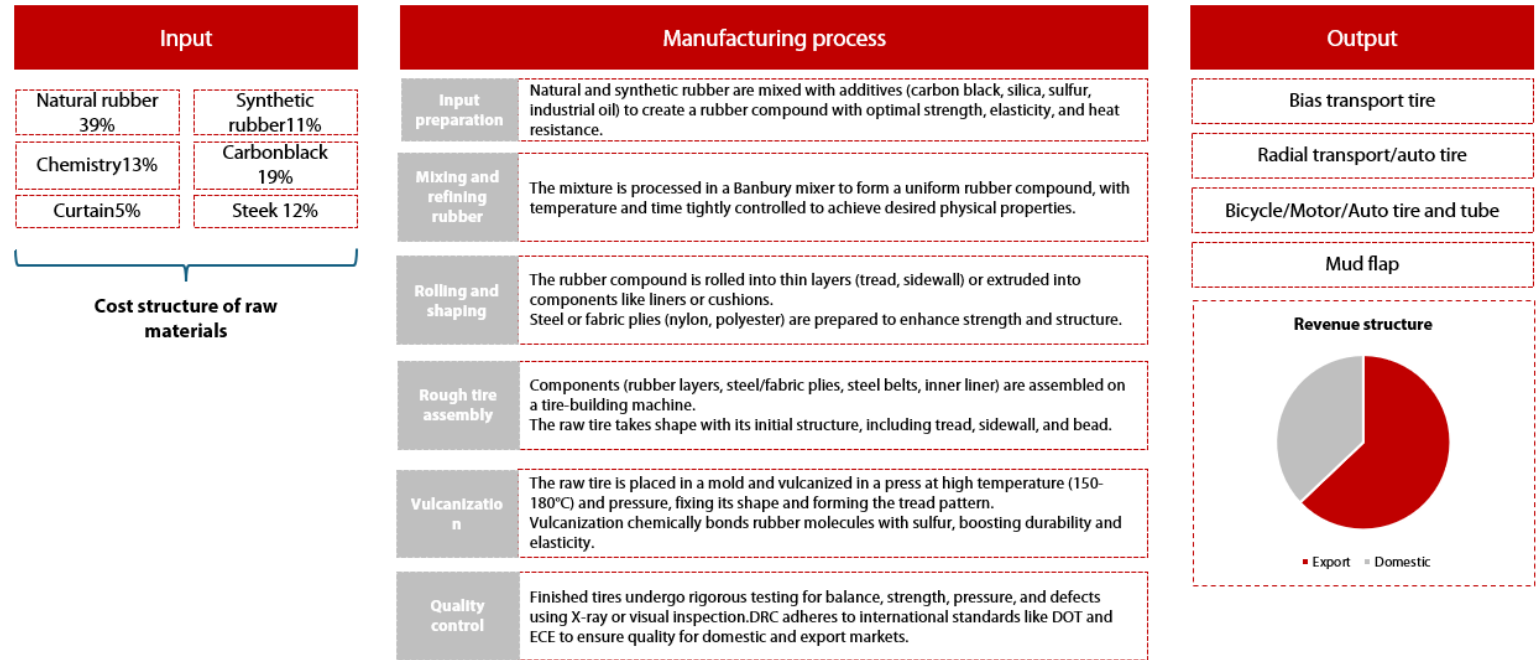 Input
Natural rubber
39%
Synthetic
rubber11%
Chemistry13%
Carbonblack
19%
Curtain5%
Steek 12%
Cost structure of raw
materials
Manufacturing process
Input
preparation
Natural and synthetic rubber are mixed with additives (carbon black, silica, sulfur,
industrial oil) to create a rubber compound with optimal strength, elasticity, and heat
resistance.
Mixing and
refining
rubber
The mixture is processed in a Banbury mixer to form a uniform rubber compound, with
temperature and time tightly controlled to achieve desired physical properties.
Rolling and
shaping
The rubber compound is rolled into thin layers (tread, sidewall) or extruded into
components like liners or cushions.
Steel or fabric plies (nylon, polyester) are prepared to enhance strength and structure.
Rough tire
assembly
Components (rubber layers, steel/fabric plies, steel belts, inner liner) are assembled on
a tire-building machine.
The raw tire takes shape with its initial structure, including tread, sidewall, and bead.
Vulcanizatio
n
The raw tire is placed in a mold and vulcanized in a press at high temperature (150-
180°C) and pressure, fixing its shape and forming the tread pattern.
Vulcanization chemically bonds rubber molecules with sulfur, boosting durability and
elasticity.
Quality
control
Finished tires undergo rigorous testing for balance, strength, pressure, and defects
using X-ray or visual inspection.DRC adheres to international standards like DOT and
ECE to ensure quality for domestic and export markets.
Output
Bias transport tire
Radial transport/auto tire
Bicycle/Motor/Auto tire and tube
Mud flap
Revenue structure
Export
Domestic